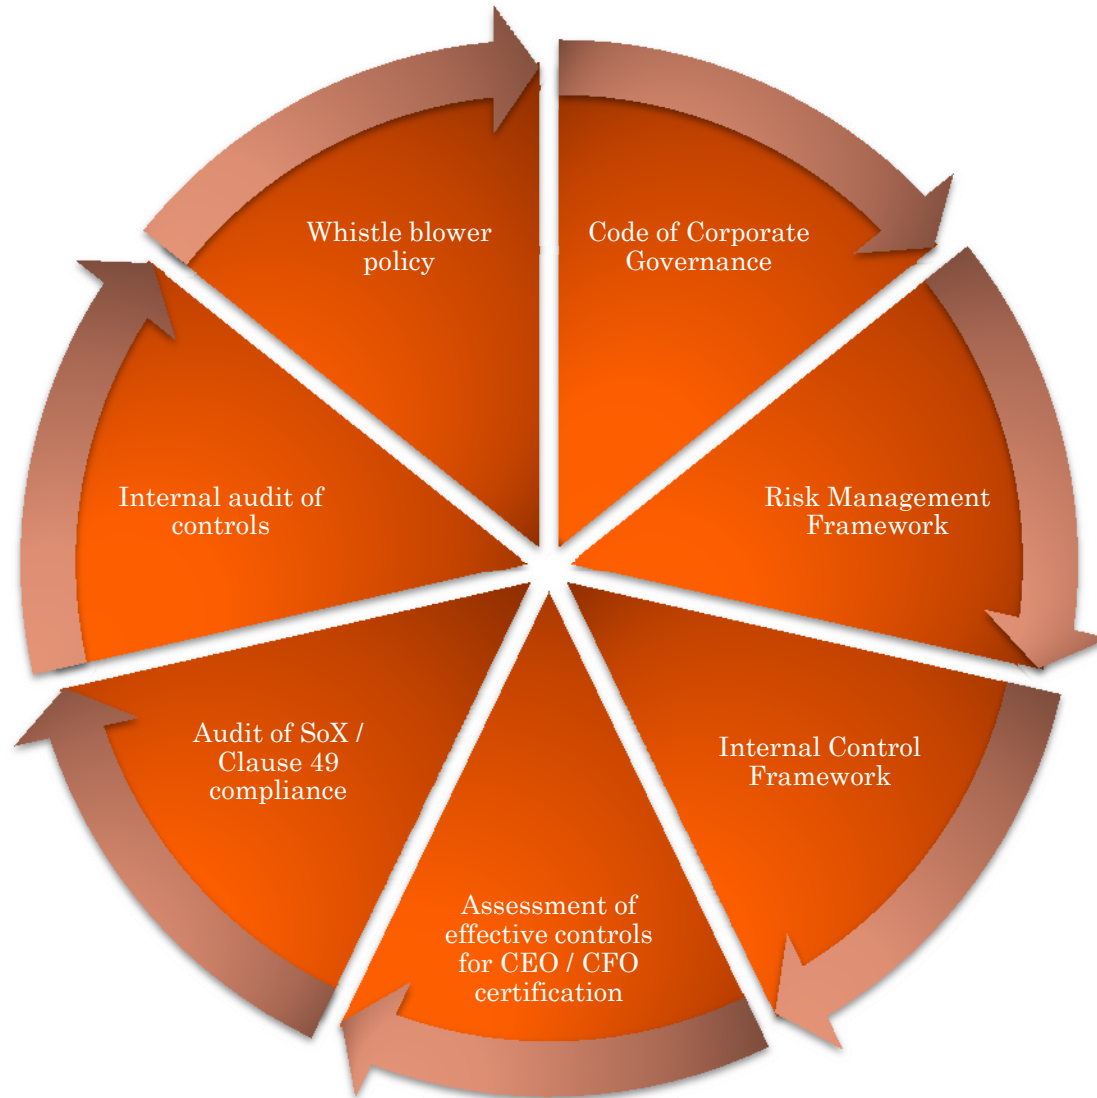 Whistle blower
policy
Code of Corporate
Governance
Risk Management
Framework
Internal Control
Framework
Assessment of
effective controls
for CEO / CFO
certification
Audit of SoX /
Clause 49
compliance
Internal audit of
controls